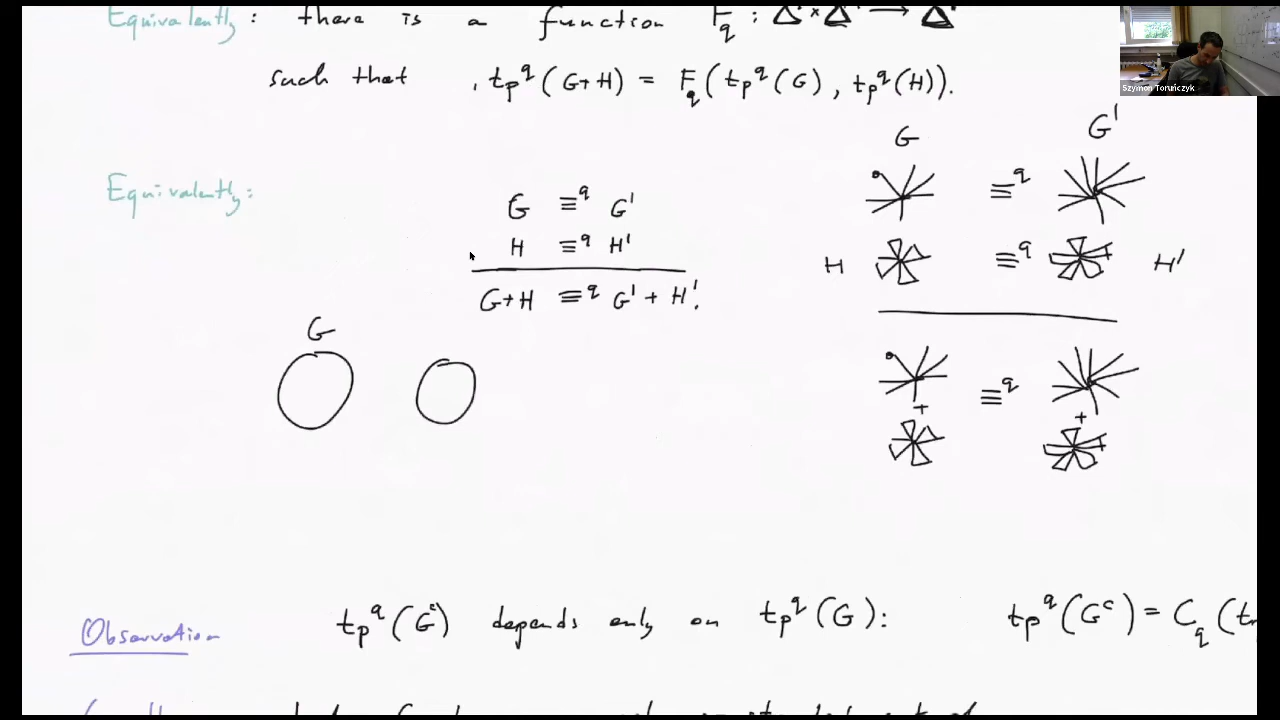 Equivalently: there is a function F_q : Δ^q × Δ^q → Δ^q
such that tp^q(G+H) = F_q(tp^q(G), tp^q(H)).
Szymon Toruńczyk
Equivalently:
G ≡^q G'
H ≡^q H'
G+H ≡^q G'+H'.
G G'
≡^q
H ≡^q H'
+ ≡^q +
G
Observation tp^q(G^c) depends only on tp^q(G): tp^q(G^c) = C_q(t